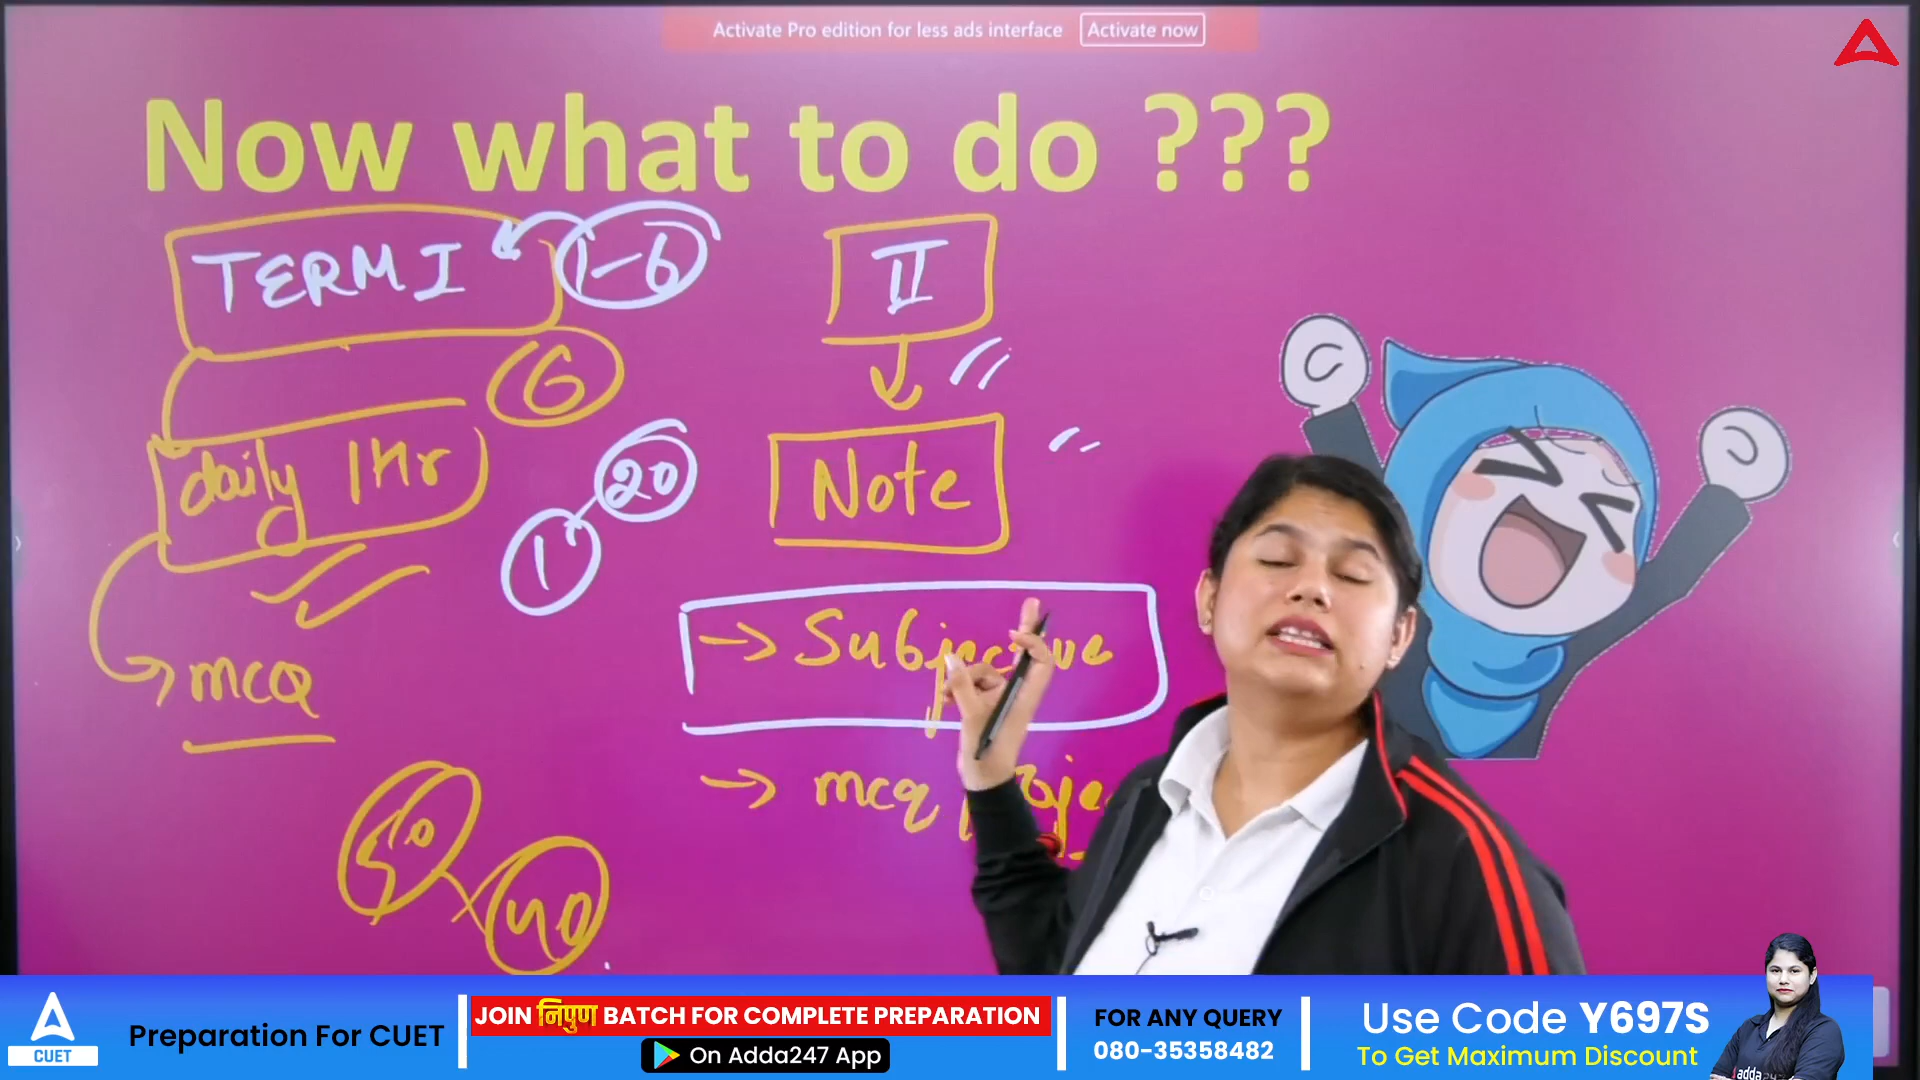 Activate Pro edition for less ads interface Activate now
Now what to do ???
TERM I 1-6 II
6
daily 1Hr 20 Note
1
→ Subjective
mcq
→ mcq
50
40
CUET
Preparation For CUET
JOIN निपुण BATCH FOR COMPLETE PREPARATION
On Adda247 App
FOR ANY QUERY
080-35358482
Use Code Y697S
To Get Maximum Discount
adda247